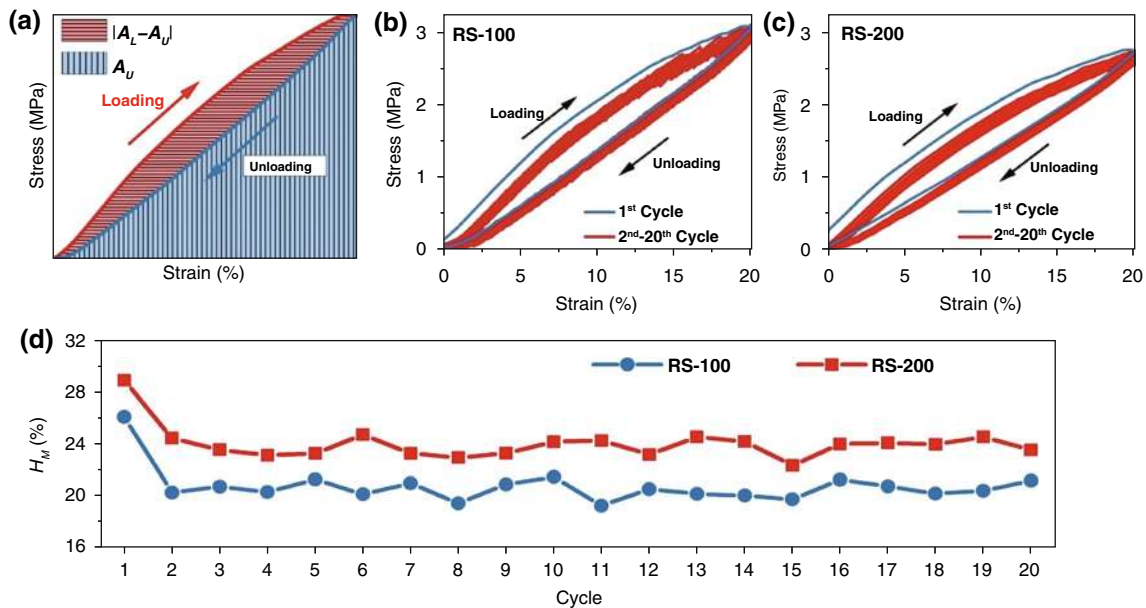 (a)
|A_L–A_U|
A_U
Loading
Unloading
Stress (MPa)
Strain (%)
(b)
RS-100
3
2
1
0
Loading
Unloading
1st Cycle
2nd-20th Cycle
0 5 10 15 20
Stress (MPa)
Strain (%)
(c)
RS-200
3
2
1
0
Loading
Unloading
1st Cycle
2nd-20th Cycle
0 5 10 15 20
Stress (MPa)
Strain (%)
(d)
32
28
24
20
16
H_M (%)
RS-100 RS-200
1 2 3 4 5 6 7 8 9 10 11 12 13 14 15 16 17 18 19 20
Cycle